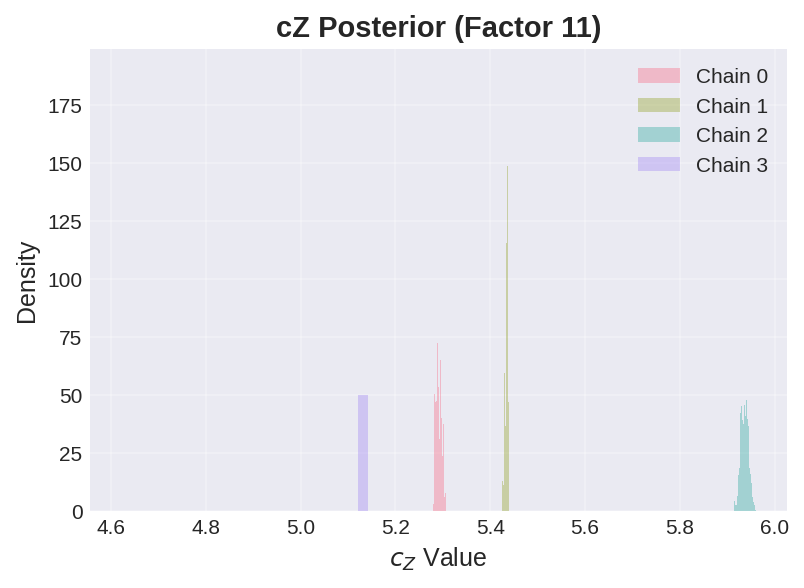 cZ Posterior (Factor 11)
Chain 0
Chain 1
Chain 2
Chain 3
175
150
125
100
75
50
25
0
Density
4.6 4.8 5.0 5.2 5.4 5.6 5.8 6.0
cZ Value